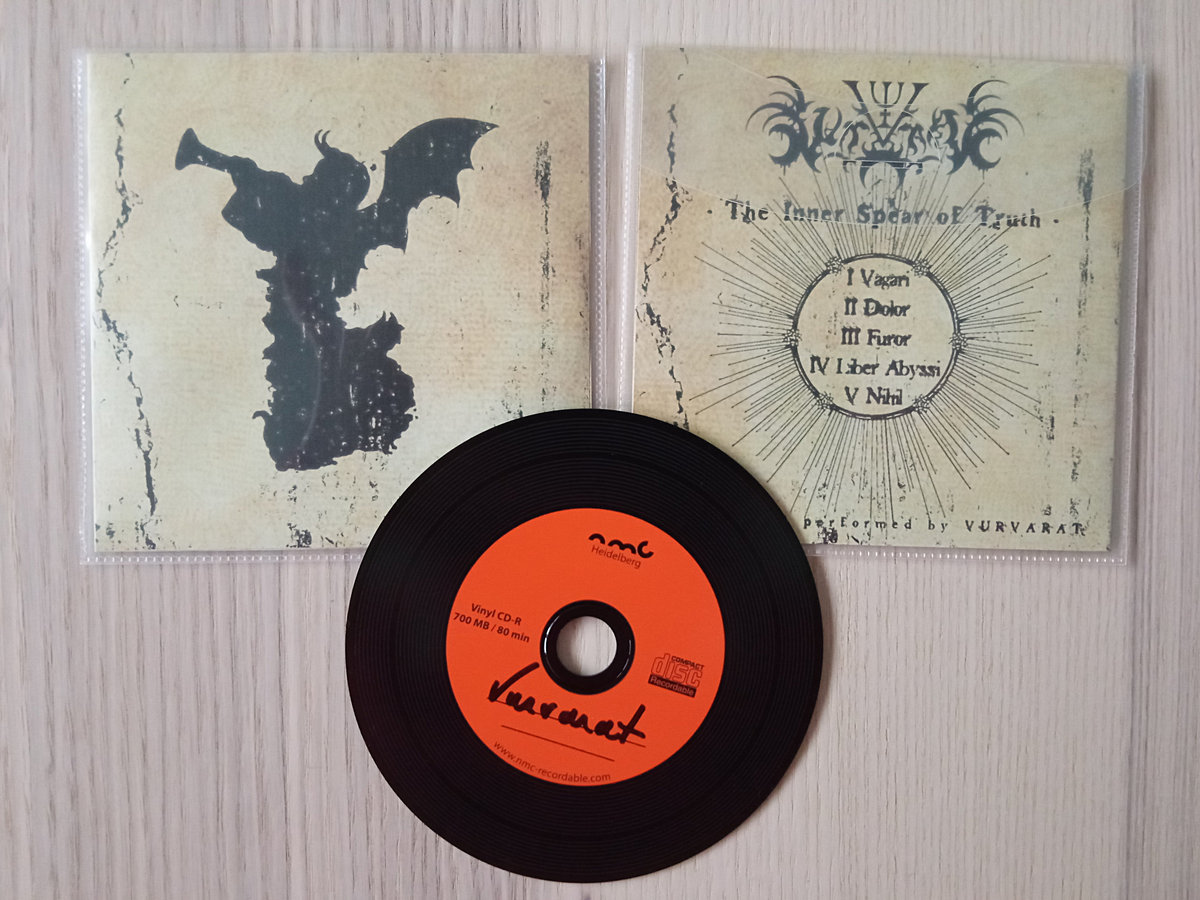 VURVARAT
· The Inner Spear of Truth ·
I Vagari
II Dolor
III Furor
IV Liber Abyssi
V Nihil
performed by VURVARAT
nmc
Heidelberg
Vinyl CD-R
700 MB / 80 min
COMPACT
disc
Recordable
Vurvarat
www.nmc-recordable.com